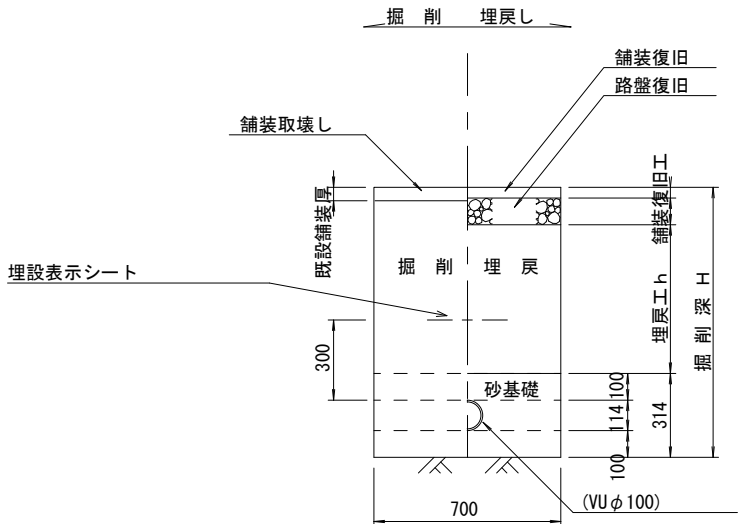 掘 削 埋戻し
舗装復旧
路盤復旧
舗装取壊し
既設舗装厚
舗装復旧工
埋設表示シート
掘 削
埋 戻
埋戻工h
掘削深H
300
砂基礎
100
114
100
314
700
(VUφ100)